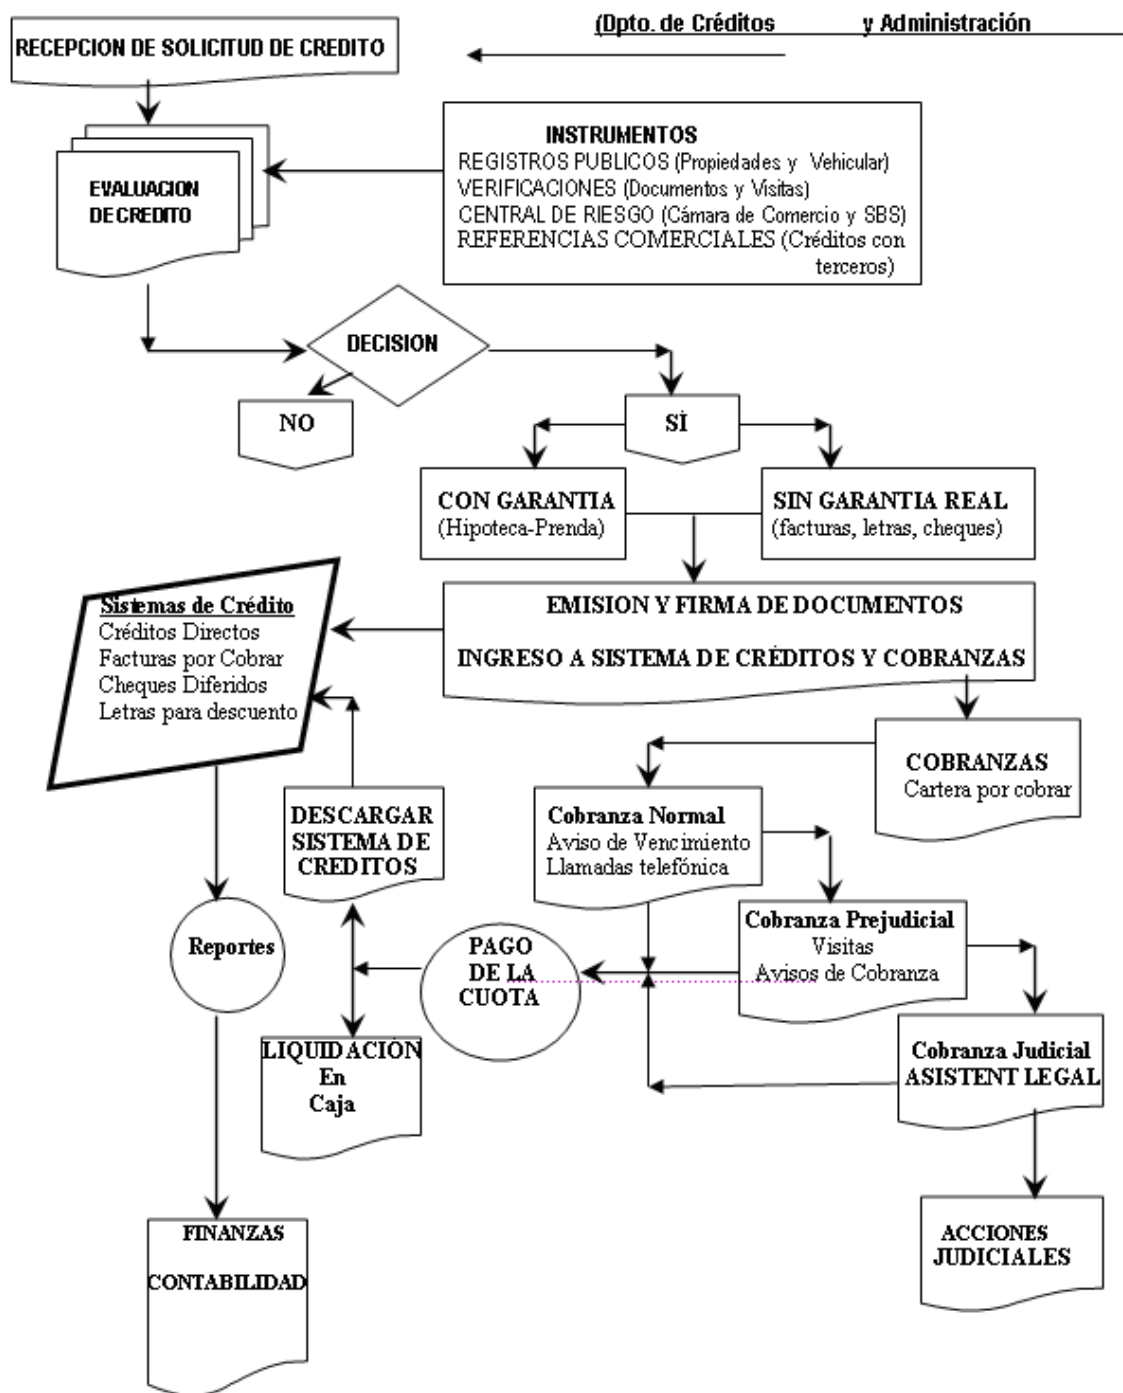 (Dpto. de Créditos y Administración
RECEPCION DE SOLICITUD DE CREDITO
INSTRUMENTOS
REGISTROS PUBLICOS (Propiedades y Vehicular)
VERIFICACIONES (Documentos y Visitas)
CENTRAL DE RIESGO (Cámara de Comercio y SBS)
REFERENCIAS COMERCIALES (Créditos con
terceros)
EVALUACION
DE CREDITO
DECISION
NO
SÌ
CON GARANTIA
(Hipoteca-Prenda)
SIN GARANTIA REAL
(facturas, letras, cheques)
EMISION Y FIRMA DE DOCUMENTOS
INGRESO A SISTEMA DE CRÉDITOS Y COBRANZAS
Sistemas de Crédito
Créditos Directos
Facturas por Cobrar
Cheques Diferidos
Letras para descuento
COBRANZAS
Cartera por cobrar
DESCARGAR
SISTEMA DE
CREDITOS
Cobranza Normal
Aviso de Vencimiento
Llamadas telefónica
Cobranza Prejudicial
Visitas
Avisos de Cobranza
Reportes
PAGO
DE LA
CUOTA
LIQUIDACIÓN
En
Caja
Cobranza Judicial
ASISTENT LEGAL
FINANZAS
CONTABILIDAD
ACCIONES
JUDICIALES